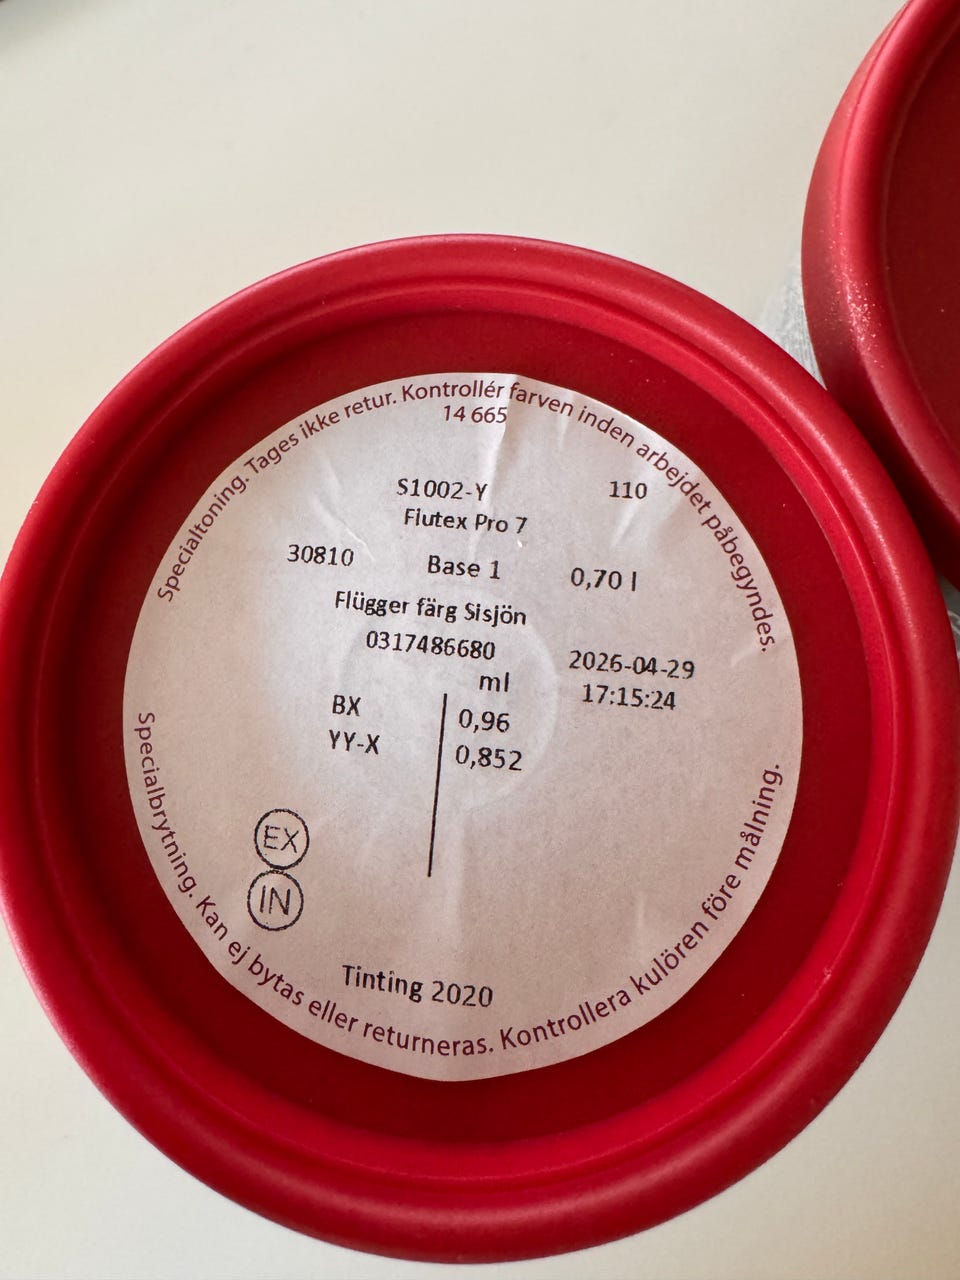 Specialtoning. Tages ikke retur. Kontrollér farven inden arbejdet påbegyndes.
14 665
S1002-Y 110
Flutex Pro 7
30810 Base 1 0,70 l
Flügger färg Sisjön
0317486680 2026-04-29
ml 17:15:24
BX 0,96
YY-X 0,852
EX
IN
Tinting 2020
Specialbrytning. Kan ej bytas eller returneras. Kontrollera kulören före målning.